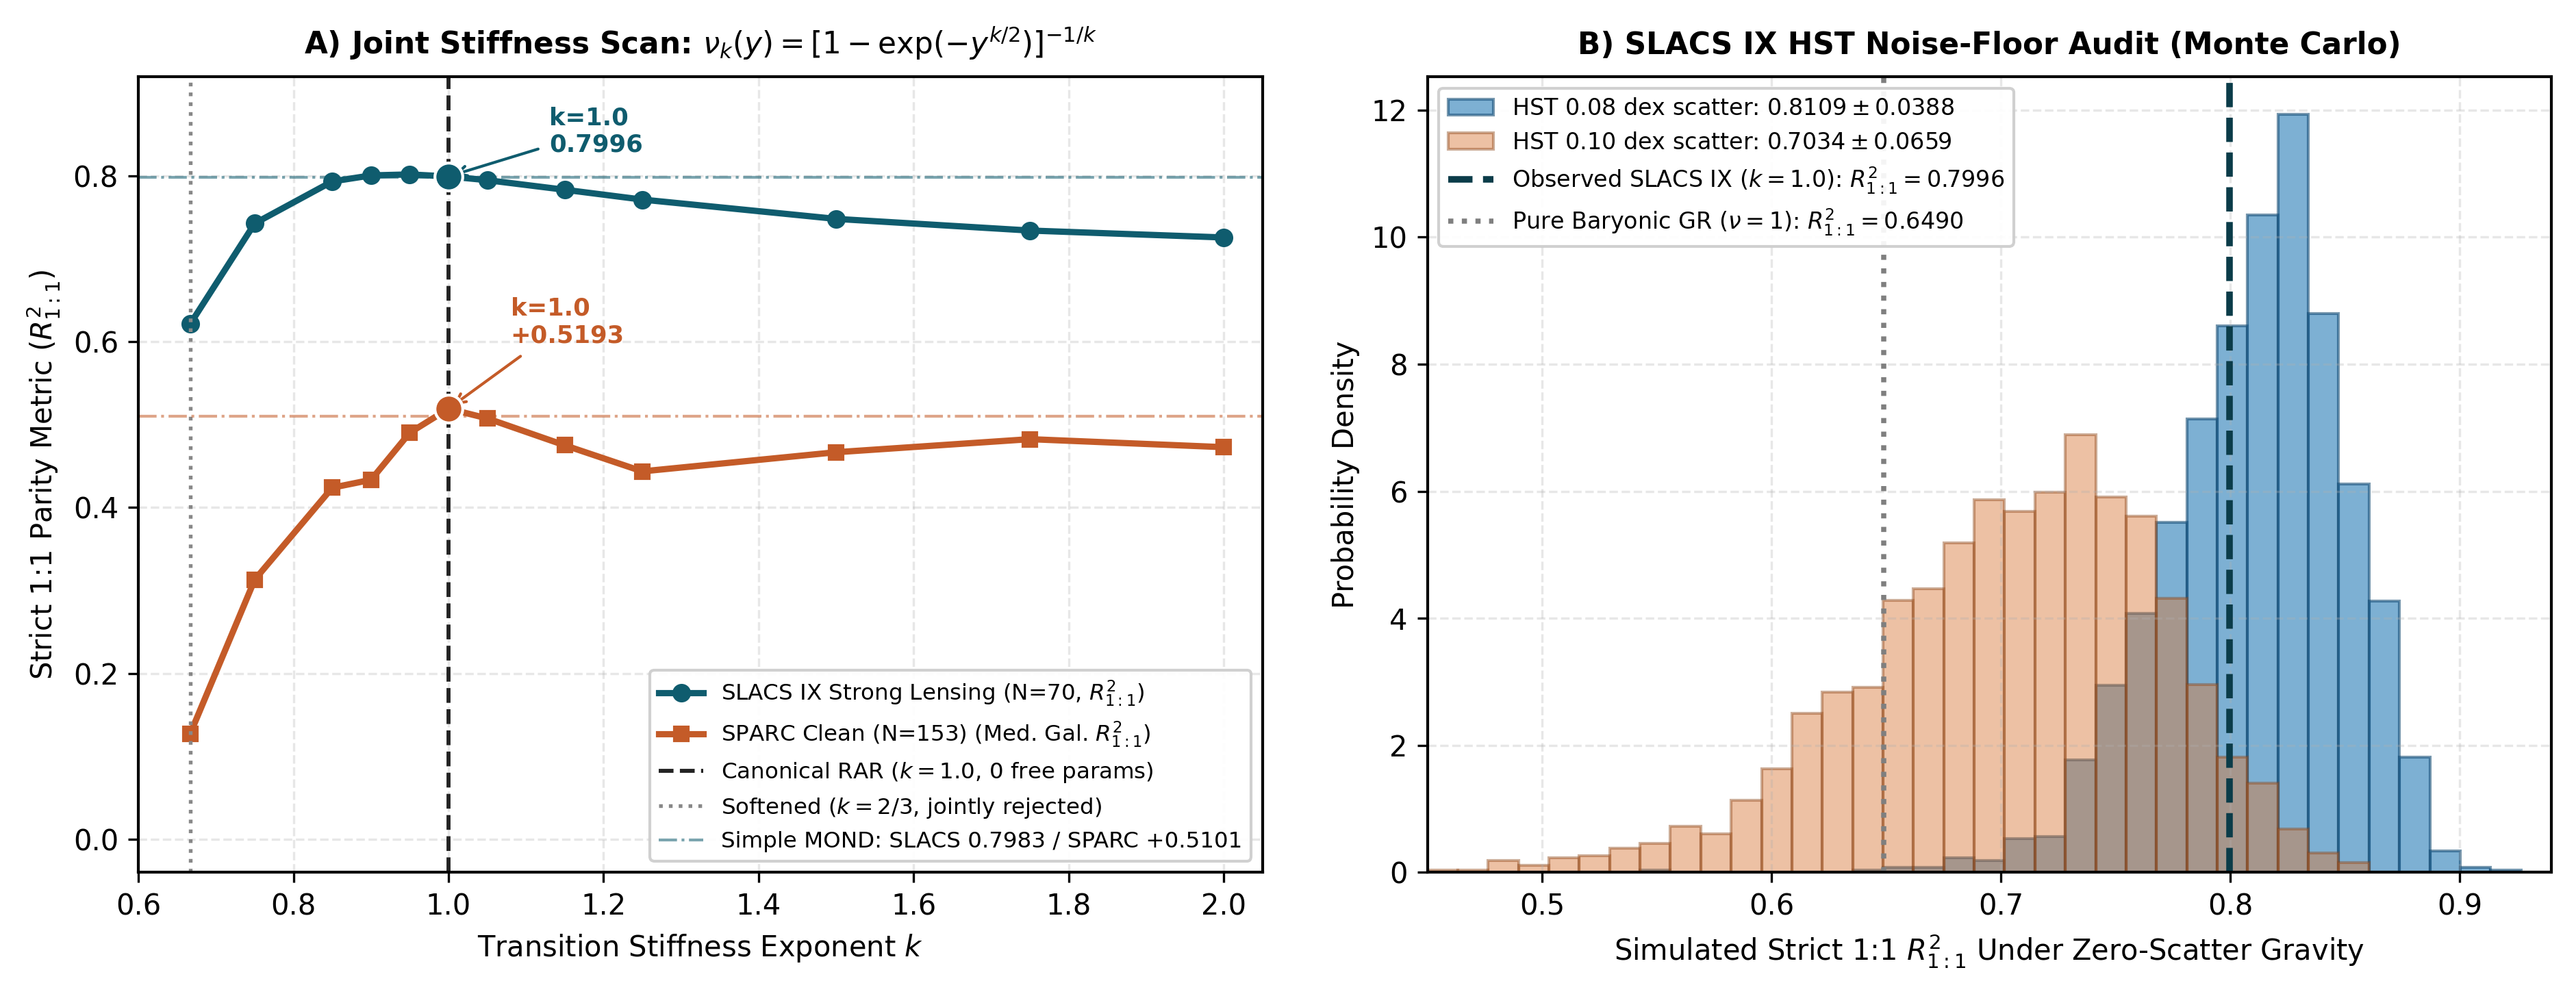 A) Joint Stiffness Scan: νₖ(y) = [1 − exp(−y^{k/2})]^{−1/k}
Strict 1:1 Parity Metric (R²₁:₁)
0.8
0.6
0.4
0.2
0.0
k=1.0
0.7996
k=1.0
+0.5193
SLACS IX Strong Lensing (N=70, R²₁:₁)
SPARC Clean (N=153) (Med. Gal. R²₁:₁)
Canonical RAR (k = 1.0, 0 free params)
Softened (k = 2/3, jointly rejected)
Simple MOND: SLACS 0.7983 / SPARC +0.5101
0.6 0.8 1.0 1.2 1.4 1.6 1.8 2.0
Transition Stiffness Exponent k
B) SLACS IX HST Noise-Floor Audit (Monte Carlo)
Probability Density
12
10
8
6
4
2
0
HST 0.08 dex scatter: 0.8109 ± 0.0388
HST 0.10 dex scatter: 0.7034 ± 0.0659
Observed SLACS IX (k = 1.0): R²₁:₁ = 0.7996
Pure Baryonic GR (ν = 1): R²₁:₁ = 0.6490
0.5 0.6 0.7 0.8 0.9
Simulated Strict 1:1 R²₁:₁ Under Zero-Scatter Gravity